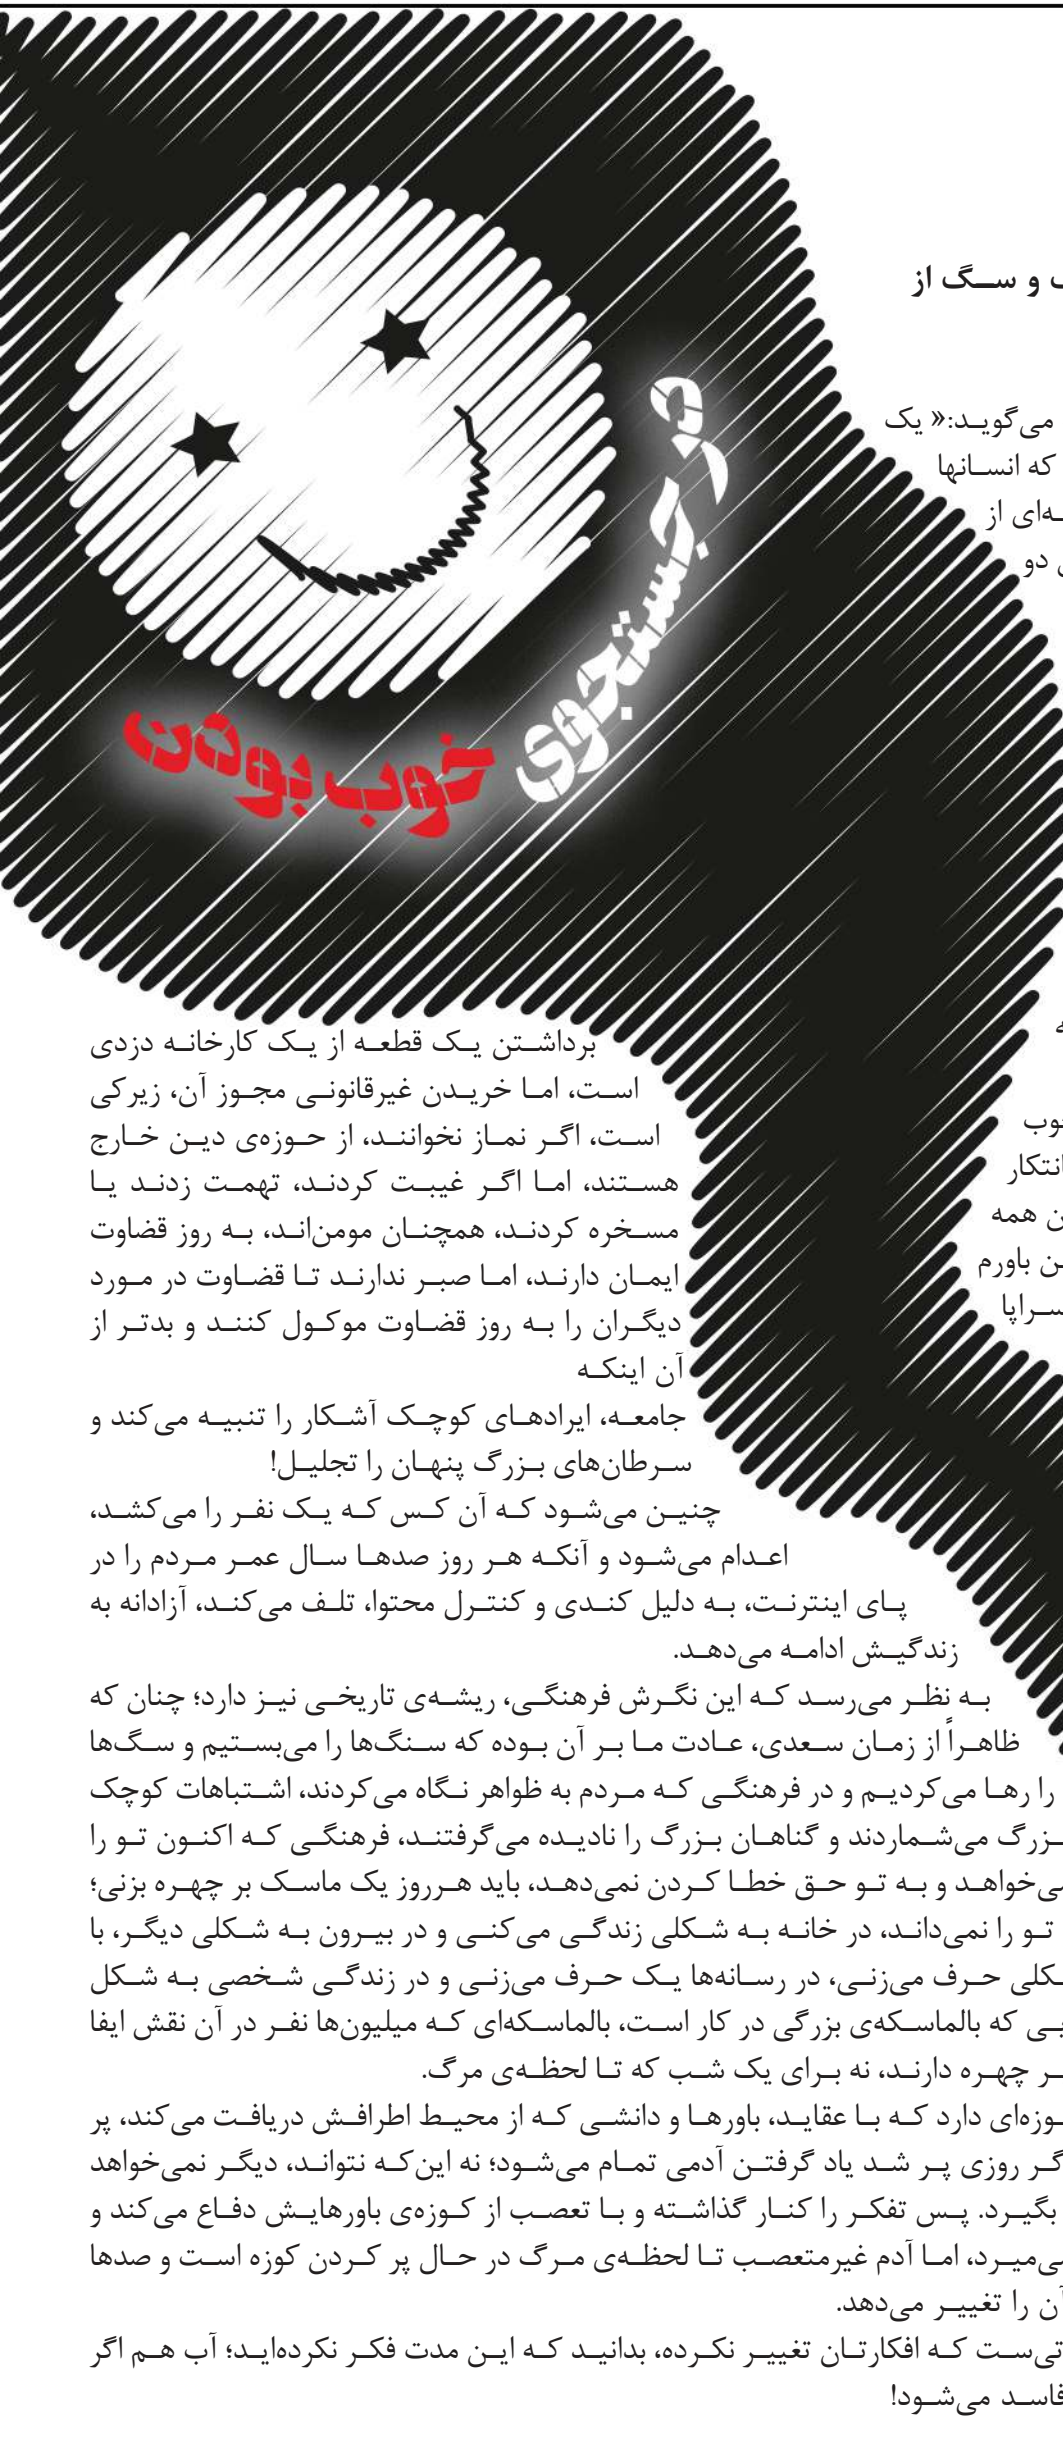 در جستجوی
خوب بودن
و سگ از
می‌گوید:« یک
که انسانها
دو
همه
باورم
سراپا
برداشتن یک قطعه از یک کارخانه دزدی
است، اما خریدن غیرقانونی مجوز آن، زیرکی
است، اگر نماز نخوانند، از حوزه‌ی دین خارج
هستند، اما اگر غیبت کردند، تهمت زدند یا
مسخره کردند، همچنان مومن‌اند، به روز قضاوت
ایمان دارند، اما صبر ندارند تا قضاوت در مورد
دیگران را به روز قضاوت موکول کنند و بدتر از
آن اینکه
جامعه، ایرادهای کوچک آشکار را تنبیه می‌کند و
سرطان‌های بزرگ پنهان را تجلیل!
چنین می‌شود که آن کس که یک نفر را می‌کشد،
اعدام می‌شود و آنکه هر روز صدها سال عمر مردم را در
پای اینترنت، به دلیل کندی و کنترل محتوا، تلف می‌کند، آزادانه به
زندگیش ادامه می‌دهد.
به نظر می‌رسد که این نگرش فرهنگی، ریشه‌ی تاریخی نیز دارد؛ چنان که
ظاهراً از زمان سعدی، عادت ما بر آن بوده که سنگ‌ها را می‌بستیم و سگ‌ها
را رها می‌کردیم و در فرهنگی که مردم به ظواهر نگاه می‌کردند، اشتباهات کوچک
می‌شماردند و گناهان بزرگ را نادیده می‌گرفتند، فرهنگی که اکنون تو را
و به تو حق خطا کردن نمی‌دهد، باید هرروز یک ماسک بر چهره بزنی؛
تو را نمی‌داند، در خانه به شکلی زندگی می‌کنی و در بیرون به شکلی دیگر، با
حرف می‌زنی، در رسانه‌ها یک حرف می‌زنی و در زندگی شخصی به شکل
که بالماسکه‌ی بزرگی در کار است، بالماسکه‌ای که میلیون‌ها نفر در آن نقش ایفا
چهره دارند، نه برای یک شب که تا لحظه‌ی مرگ.
دارد که با عقاید، باورها و دانشی که از محیط اطرافش دریافت می‌کند، پر
روزی پر شد یاد گرفتن آدمی تمام می‌شود؛ نه این‌که نتواند، دیگر نمی‌خواهد
بگیرد. پس تفکر را کنار گذاشته و با تعصب از کوزه‌ی باورهایش دفاع می‌کند و
اما آدم غیرمتعصب تا لحظه‌ی مرگ در حال پر کردن کوزه است و صدها
آن را تغییر می‌دهد.
که افکارتان تغییر نکرده، بدانید که این مدت فکر نکرده‌اید؛ آب هم اگر
فاسد می‌شود!